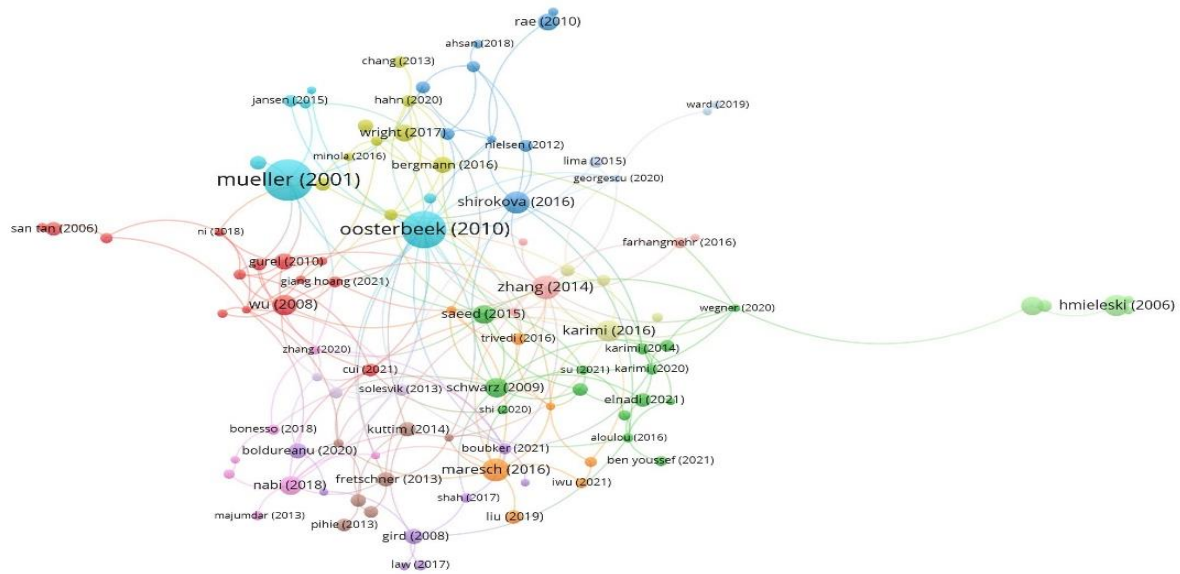 rae (2010)
ahsan (2018)
chang (2013)
jansen (2015)
hahn (2020)
ward (2019)
wright (2017)
nielsen (2012)
minola (2016)
bergmann (2016)
lima (2015)
mueller (2001)
georgescu (2020)
shirokova (2016)
san tan (2006)
ni (2018)
oosterbeek (2010)
farhangmehr (2016)
gurel (2010)
giang hoang (2021)
zhang (2014)
wu (2008)
saeed (2015)
wegner (2020)
hmieleski (2006)
karimi (2016)
trivedi (2016)
zhang (2020)
karimi (2014)
cui (2021)
su (2021)
karimi (2020)
solesvik (2013)
schwarz (2009)
shi (2020)
elnadi (2021)
bonesso (2018)
kuttim (2014)
aloulou (2016)
boldureanu (2020)
boubker (2021)
ben youssef (2021)
maresch (2016)
nabi (2018)
fretschner (2013)
iwu (2021)
shah (2017)
majumdar (2013)
pihie (2013)
liu (2019)
gird (2008)
law (2017)